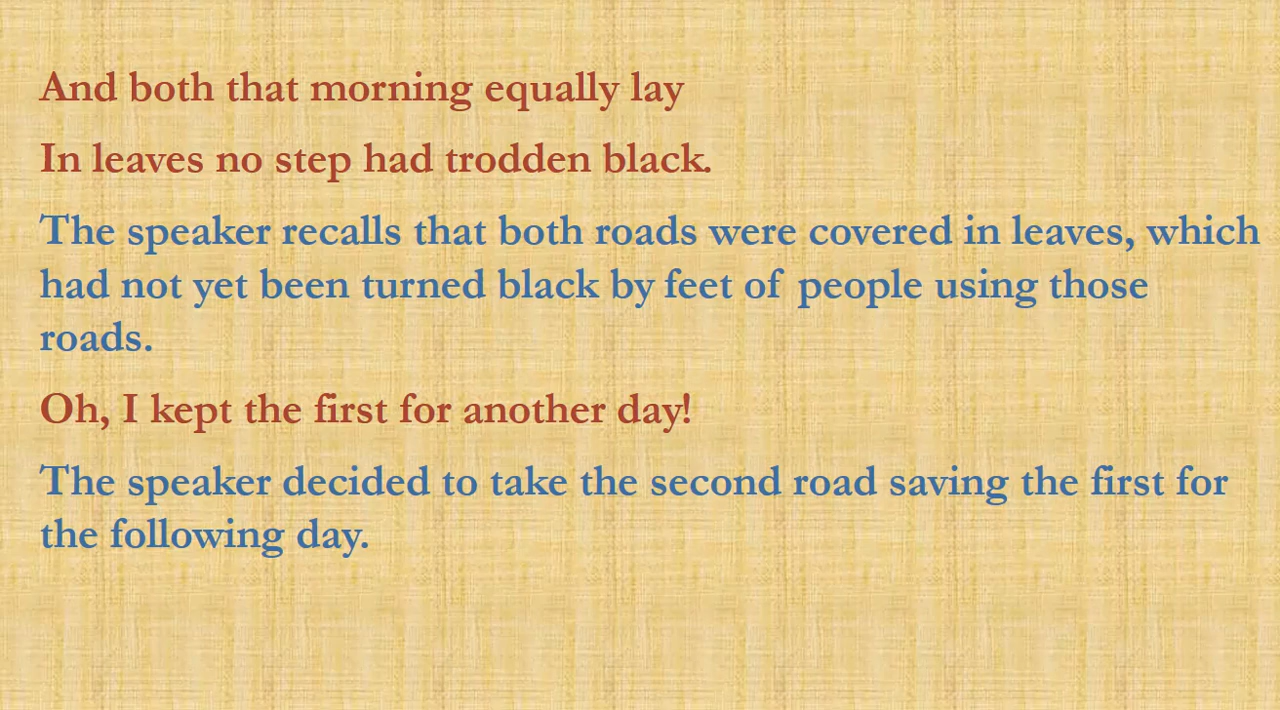 And both that morning equally lay
In leaves no step had trodden black.
The speaker recalls that both roads were covered in leaves, which
had not yet been turned black by feet of people using those
roads.
Oh, I kept the first for another day!
The speaker decided to take the second road saving the first for
the following day.